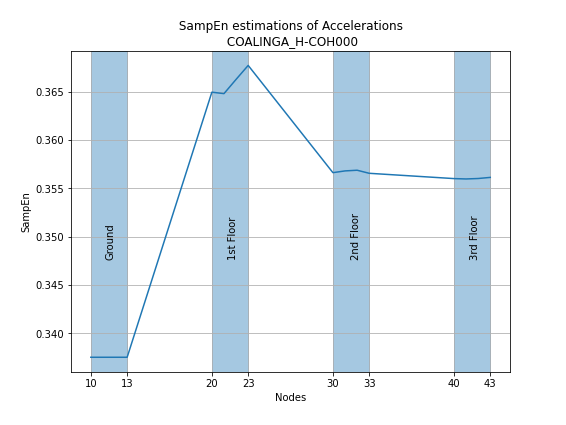 SampEn estimations of Accelerations
COALINGA_H-COH000
0.365
0.360
0.355
0.350
0.345
0.340
SampEn
Ground
1st Floor
2nd Floor
3rd Floor
10 13 20 23 30 33 40 43
Nodes